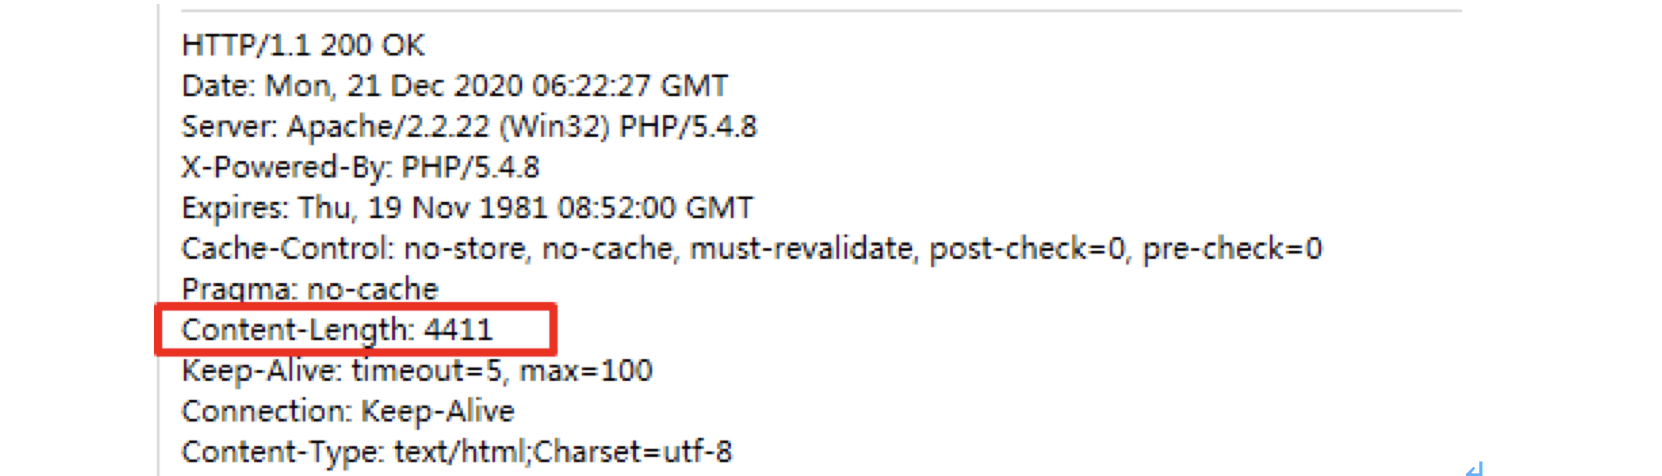 HTTP/1.1 200 OK
Date: Mon, 21 Dec 2020 06:22:27 GMT
Server: Apache/2.2.22 (Win32) PHP/5.4.8
X-Powered-By: PHP/5.4.8
Expires: Thu, 19 Nov 1981 08:52:00 GMT
Cache-Control: no-store, no-cache, must-revalidate, post-check=0, pre-check=0
Pragma: no-cache
Content-Length: 4411
Keep-Alive: timeout=5, max=100
Connection: Keep-Alive
Content-Type: text/html;Charset=utf-8